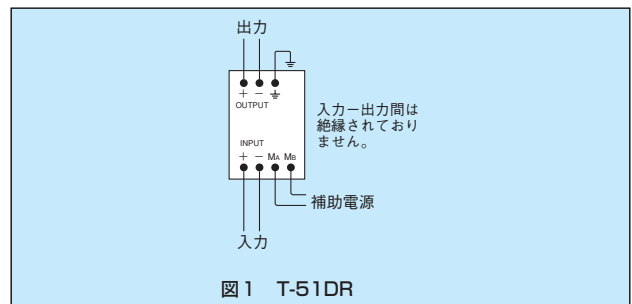 出力
+ − ⏚
OUTPUT
入力ー出力間は
絶縁されており
ません。
INPUT
+ − MA MB
補助電源
入力
図1 T-51DR